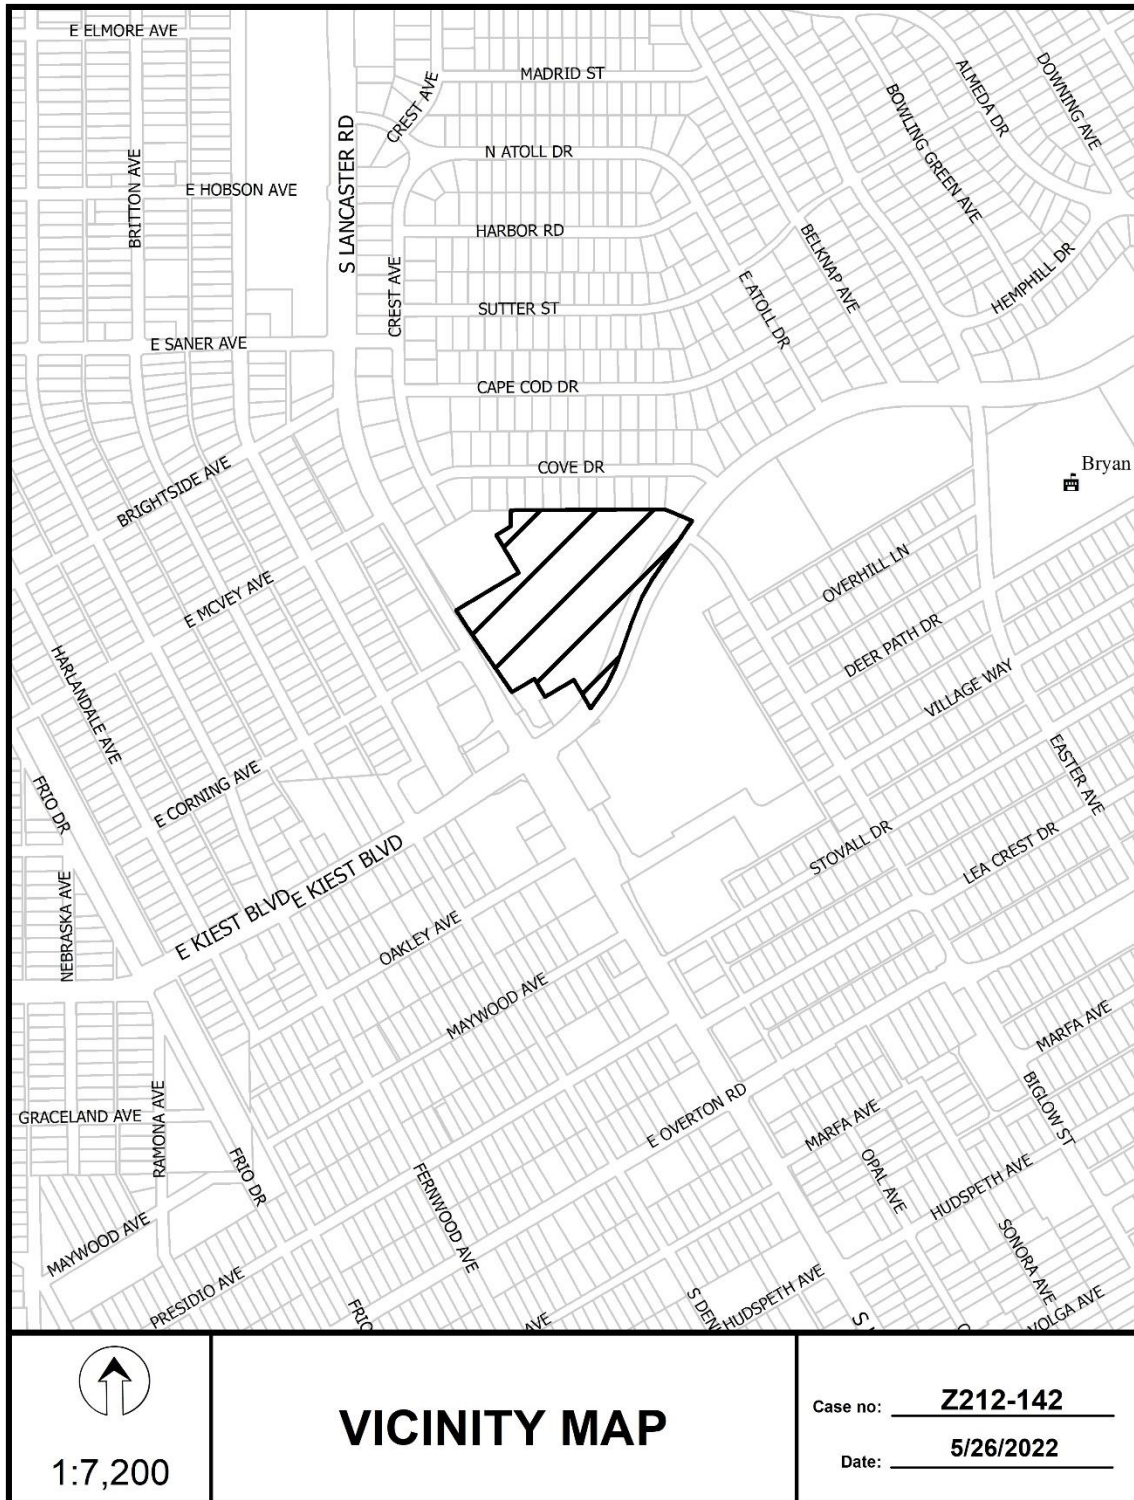 E ELMORE AVE
MADRID ST
CREST AVE
ALMEDA DR
DOWNING AVE
BOWLING GREEN AVE
S LANCASTER RD
N ATOLL DR
BRITTON AVE
E HOBSON AVE
HARBOR RD
BELKNAP AVE
HEMPHILL DR
CREST AVE
E ATOLL DR
SUTTER ST
E SANER AVE
CAPE COD DR
COVE DR
Bryan
BRIGHTSIDE AVE
OVERHILL LN
E MCVEY AVE
DEER PATH DR
HARLANDALE AVE
VILLAGE WAY
EASTER AVE
FRIO DR
E CORNING AVE
STOVALL DR
LEA CREST DR
E KIEST BLVD
E KIEST BLVD
NEBRASKA AVE
OAKLEY AVE
MAYWOOD AVE
MARFA AVE
GRACELAND AVE
RAMONA AVE
E OVERTON RD
MARFA AVE
BIGLOW ST
FRIO DR
FERNWOOD AVE
OPAL AVE
HUDSPETH AVE
MAYWOOD AVE
SONORA AVE
PRESIDIO AVE
FRIO
AVE
S DEN
HUDSPETH AVE
S
VOLGA AVE
1:7,200
VICINITY MAP
Case no: Z212-142
Date: 5/26/2022